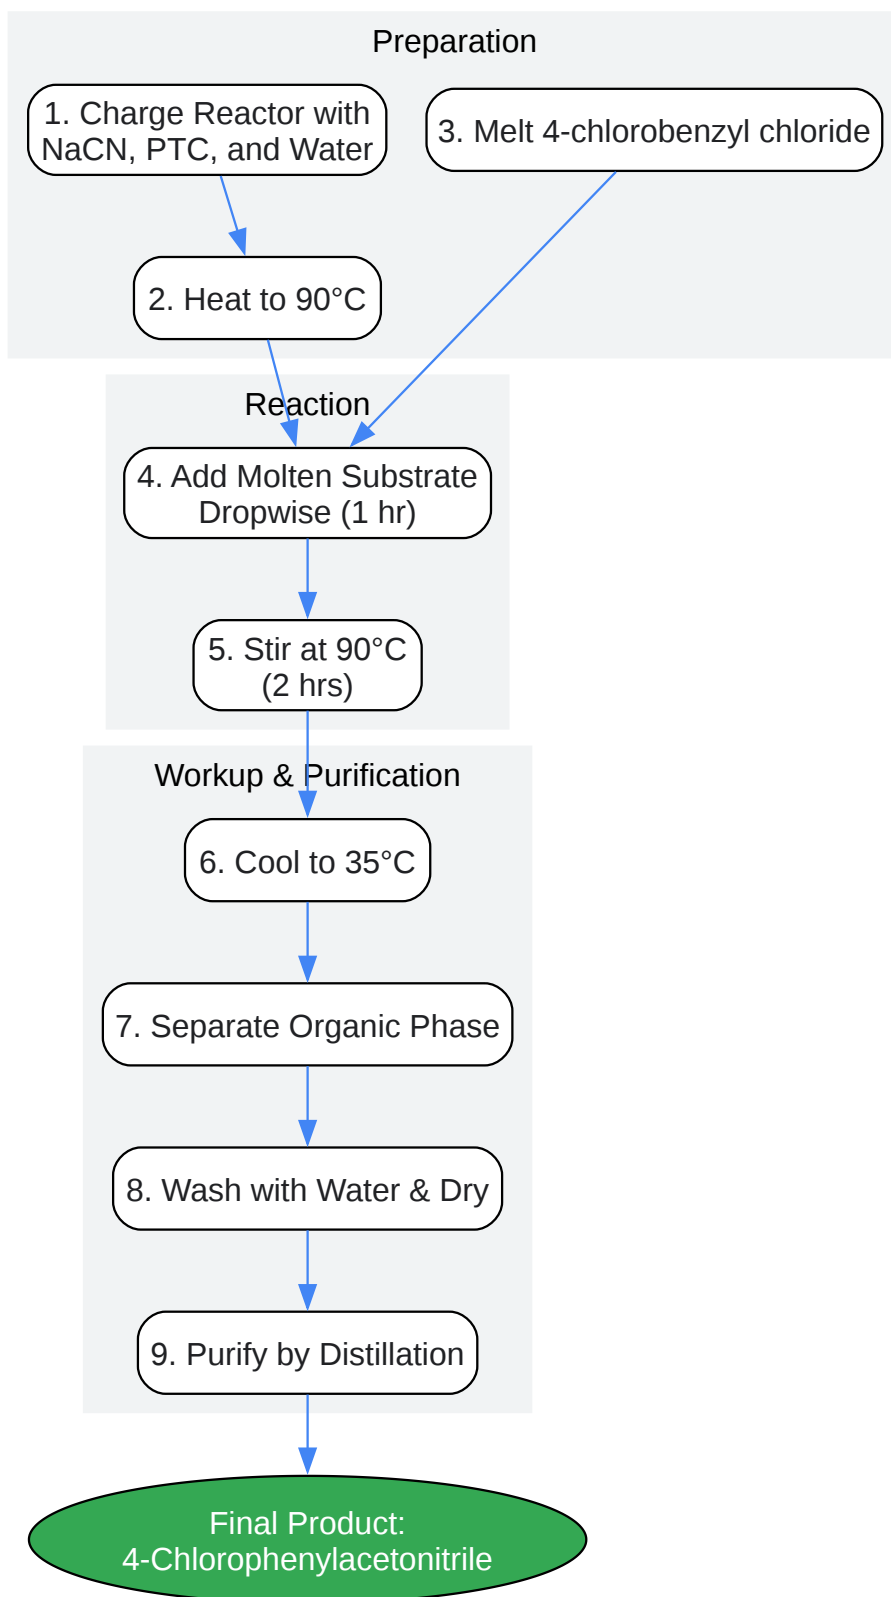 Preparation
1. Charge Reactor with
NaCN, PTC, and Water
3. Melt 4-chlorobenzyl chloride
2. Heat to 90°C
Reaction
4. Add Molten Substrate
Dropwise (1 hr)
5. Stir at 90°C
(2 hrs)
Workup & Purification
6. Cool to 35°C
7. Separate Organic Phase
8. Wash with Water & Dry
9. Purify by Distillation
Final Product:
4-Chlorophenylacetonitrile